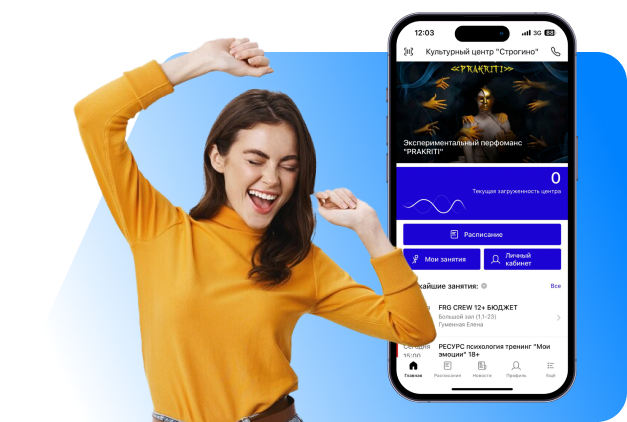 12:03
3G 88
Культурный центр "Строгино"
<<PRAKRITI>>
Экспериментальный перфоманс
"PRAKRITI"
0
Текущая загруженность центра
Расписание
Мои занятия
Личный
кабинет
жайшие занятия:
Все
FRG CREW 12+ БЮДЖЕТ
Большой зал (1.1-23)
Гуменная Елена
Сегодня
15:00
РЕСУРС психология тренинг "Мои
эмоции" 18+
Главная
Расписание
Новости
Профиль
Ещё